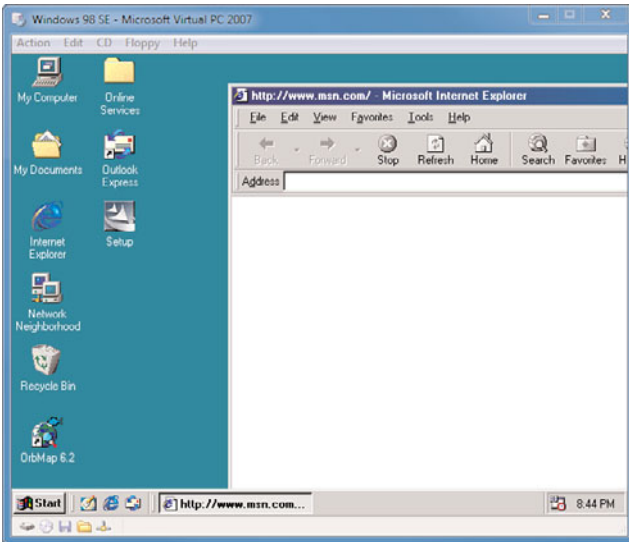 Windows 98 SE - Microsoft Virtual PC 2007
Action Edit CD Floppy Help
My Computer
Online Services
http://www.msn.com/ - Microsoft Internet Explorer
File Edit View Favorites Tools Help
Back Forward Stop Refresh Home Search Favorites H
Address
My Documents
Outlook Express
Internet Explorer
Setup
Network Neighborhood
Recycle Bin
OrbMap 6.2
Start http://www.msn.com... 8:44 PM